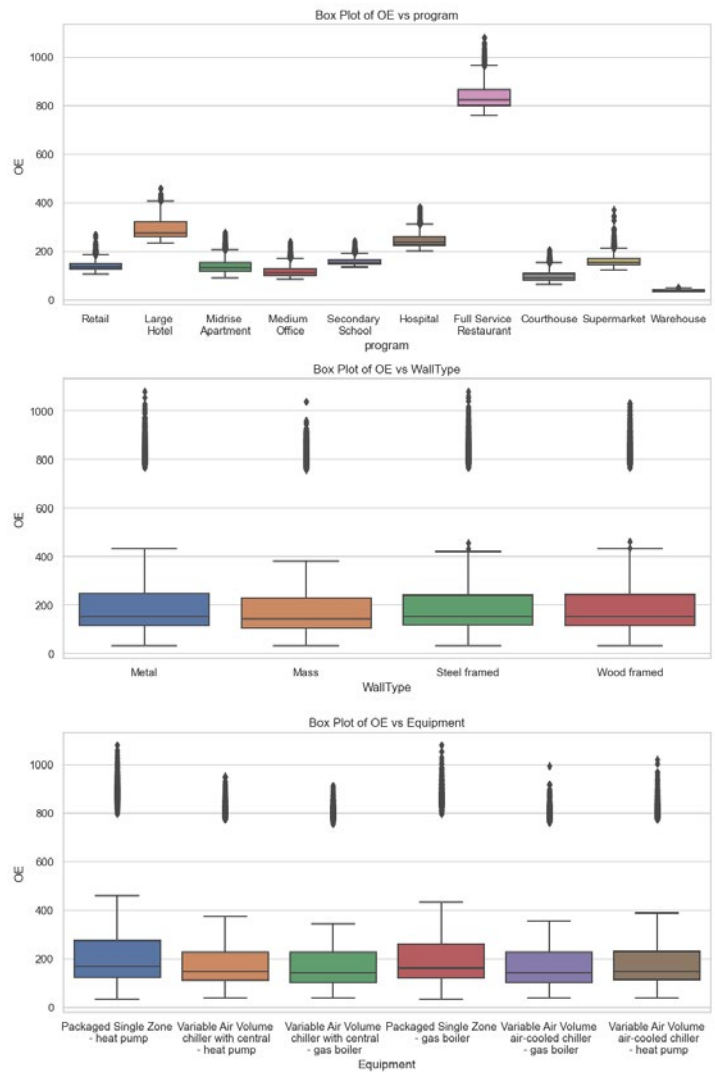 Box Plot of OE vs program
1000
800
600
400
200
0
OE
Retail
Large
Hotel
Midrise
Apartment
Medium
Office
Secondary
School
Hospital
Full Service
Restaurant
Courthouse
Supermarket
Warehouse
program
Box Plot of OE vs WallType
1000
800
600
400
200
0
OE
Metal
Mass
Steel framed
Wood framed
WallType
Box Plot of OE vs Equipment
1000
800
600
400
200
0
OE
Packaged Single Zone
- heat pump
Variable Air Volume
chiller with central
- heat pump
Variable Air Volume
chiller with central
- gas boiler
Packaged Single Zone
- gas boiler
Variable Air Volume
air-cooled chiller
- gas boiler
Variable Air Volume
air-cooled chiller
- heat pump
Equipment